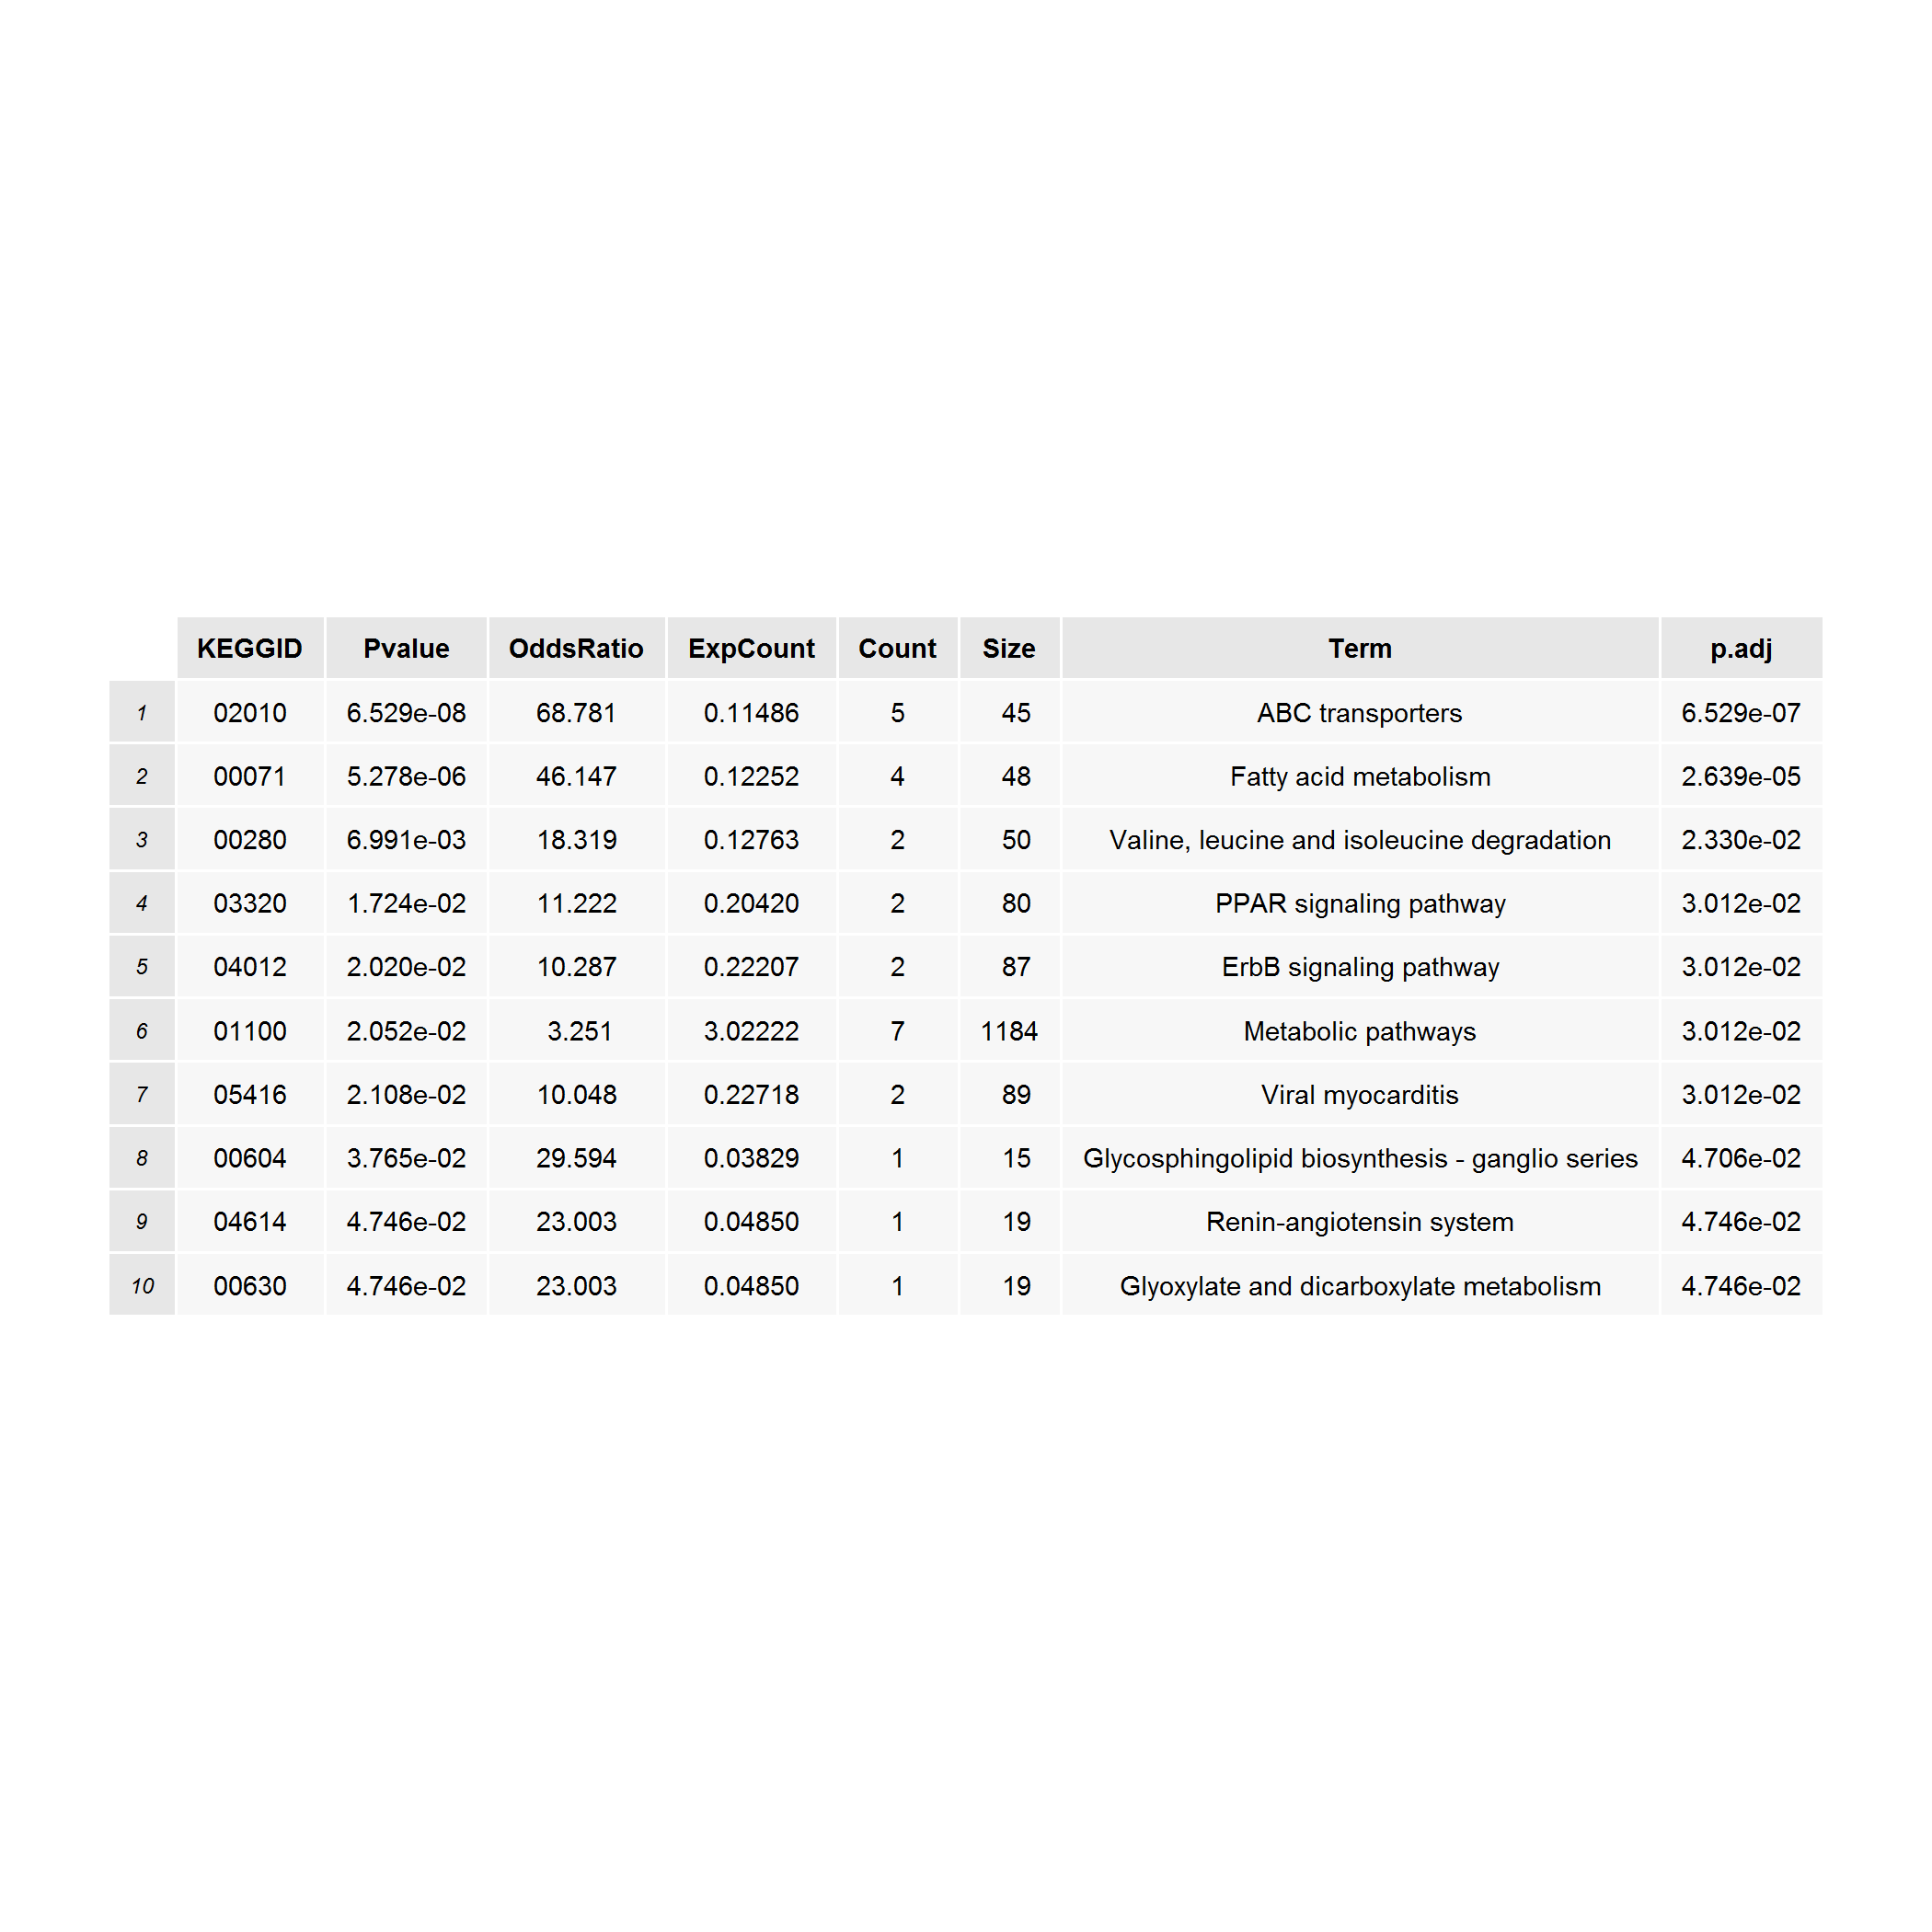 KEGGID Pvalue OddsRatio ExpCount Count Size Term p.adj
1 02010 6.529e-08 68.781 0.11486 5 45 ABC transporters 6.529e-07
2 00071 5.278e-06 46.147 0.12252 4 48 Fatty acid metabolism 2.639e-05
3 00280 6.991e-03 18.319 0.12763 2 50 Valine, leucine and isoleucine degradation 2.330e-02
4 03320 1.724e-02 11.222 0.20420 2 80 PPAR signaling pathway 3.012e-02
5 04012 2.020e-02 10.287 0.22207 2 87 ErbB signaling pathway 3.012e-02
6 01100 2.052e-02 3.251 3.02222 7 1184 Metabolic pathways 3.012e-02
7 05416 2.108e-02 10.048 0.22718 2 89 Viral myocarditis 3.012e-02
8 00604 3.765e-02 29.594 0.03829 1 15 Glycosphingolipid biosynthesis - ganglio series 4.706e-02
9 04614 4.746e-02 23.003 0.04850 1 19 Renin-angiotensin system 4.746e-02
10 00630 4.746e-02 23.003 0.04850 1 19 Glyoxylate and dicarboxylate metabolism 4.746e-02